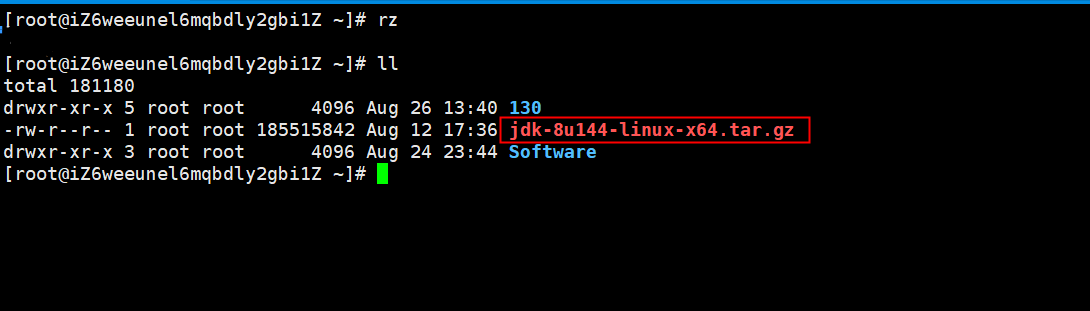 [root@iZ6weeunel6mqbdly2gbi1Z ~]# rz
[root@iZ6weeunel6mqbdly2gbi1Z ~]# ll
total 181180
drwxr-xr-x 5 root root      4096 Aug 26 13:40 130
-rw-r--r-- 1 root root 185515842 Aug 12 17:36 jdk-8u144-linux-x64.tar.gz
drwxr-xr-x 3 root root      4096 Aug 24 23:44 Software
[root@iZ6weeunel6mqbdly2gbi1Z ~]#